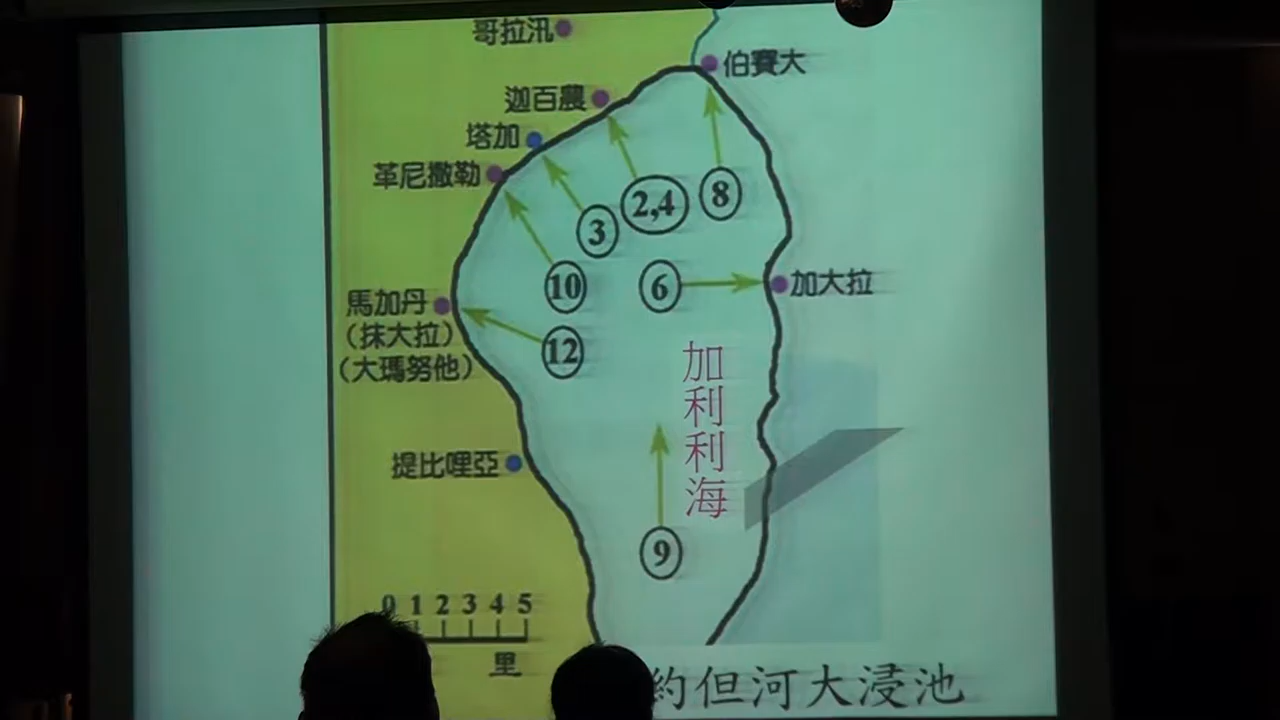 哥拉汛
伯賽大
迦百農
塔加
革尼撒勒
2,4
8
3
10
6
加大拉
馬加丹
(抹大拉)
(大瑪努他)
12
加利利海
提比哩亞
9
0 1 2 3 4 5
里
約但河大浸池